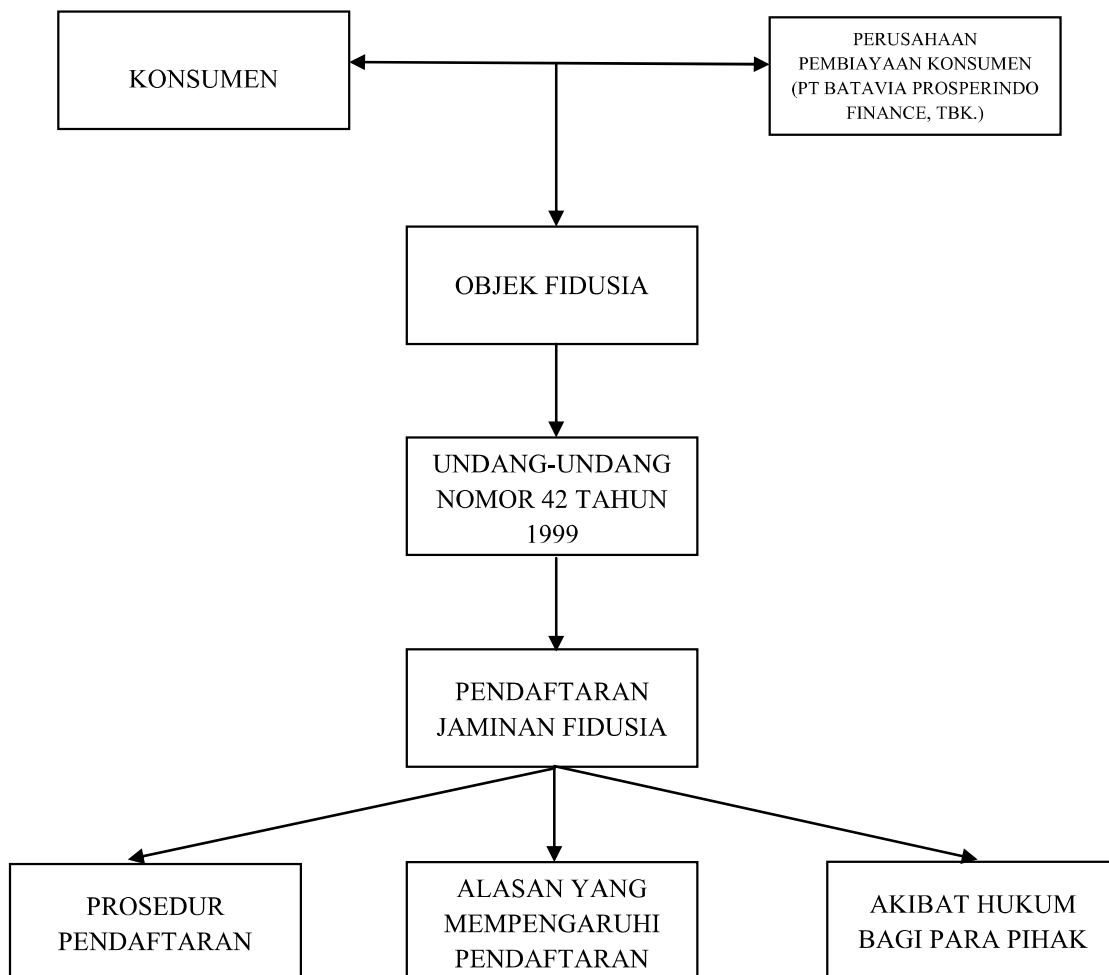 KONSUMEN
PERUSAHAAN
PEMBIAYAAN KONSUMEN
(PT BATAVIA PROSPERINDO
FINANCE, TBK.)
OBJEK FIDUSIA
UNDANG-UNDANG
NOMOR 42 TAHUN
1999
PENDAFTARAN
JAMINAN FIDUSIA
PROSEDUR
PENDAFTARAN
ALASAN YANG
MEMPENGARUHI
PENDAFTARAN
AKIBAT HUKUM
BAGI PARA PIHAK